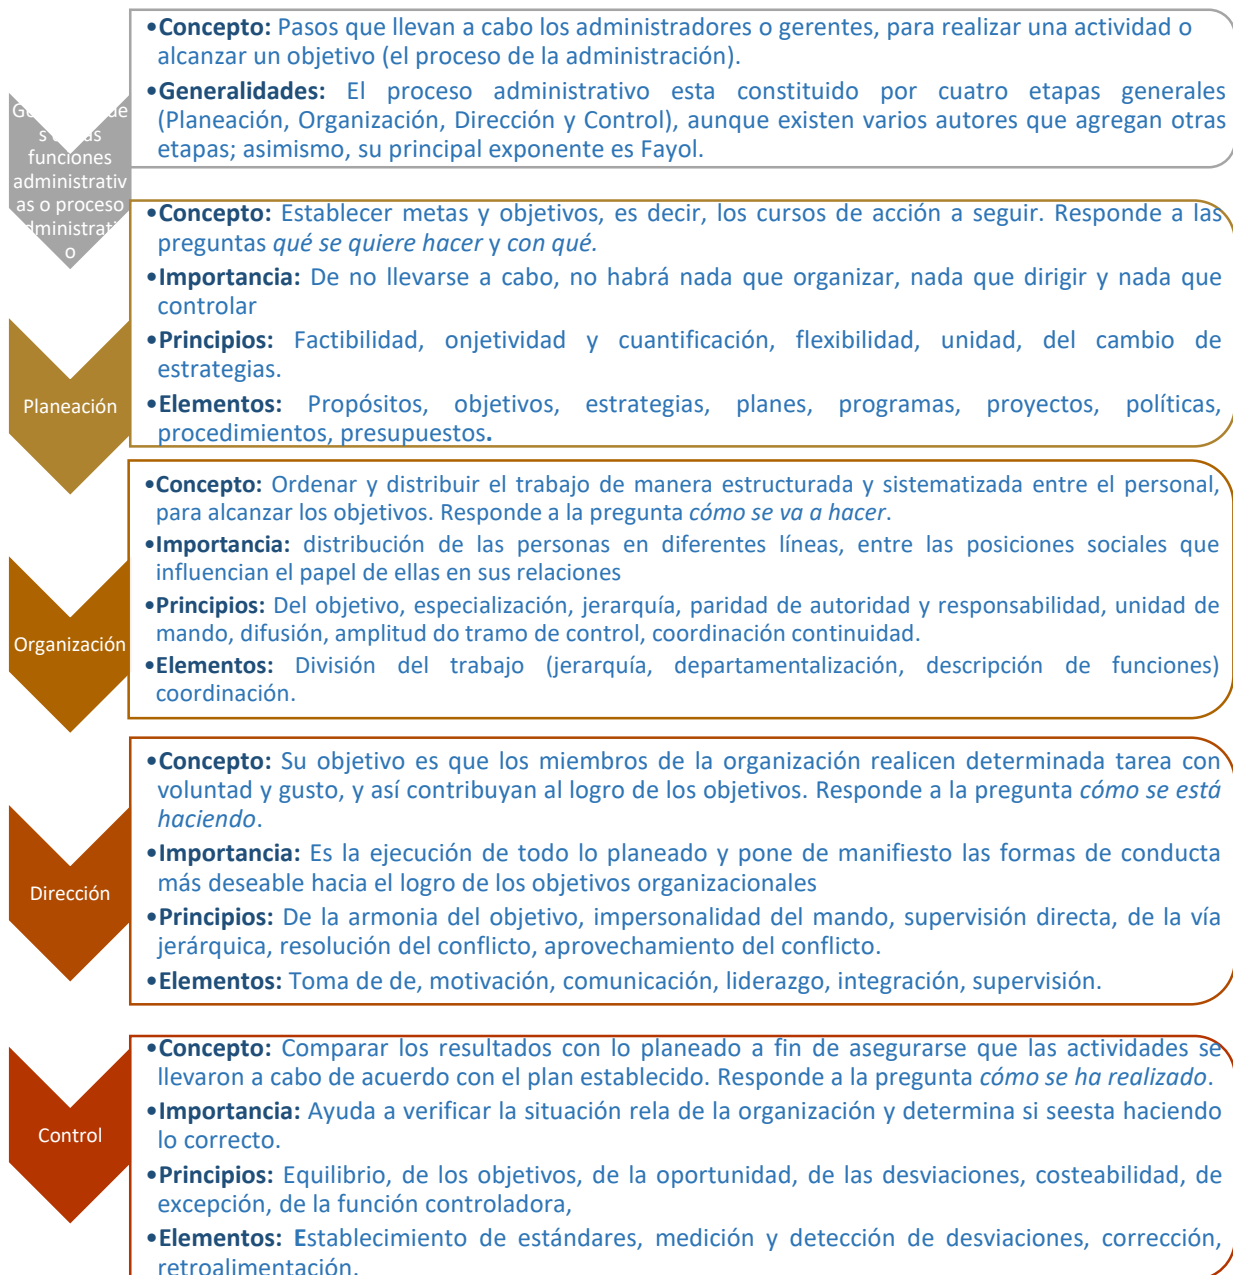 •Concepto: Pasos que llevan a cabo los administradores o gerentes, para realizar una actividad o
alcanzar un objetivo (el proceso de la administración).
•Generalidades: El proceso administrativo esta constituido por cuatro etapas generales
(Planeación, Organización, Dirección y Control), aunque existen varios autores que agregan otras
etapas; asimismo, su principal exponente es Fayol.
funciones
administrativ
as o proceso
o
•Concepto: Establecer metas y objetivos, es decir, los cursos de acción a seguir. Responde a las
preguntas qué se quiere hacer y con qué.
•Importancia: De no llevarse a cabo, no habrá nada que organizar, nada que dirigir y nada que
controlar
•Principios: Factibilidad, onjetividad y cuantificación, flexibilidad, unidad, del cambio de
estrategias.
•Elementos: Propósitos, objetivos, estrategias, planes, programas, proyectos, políticas,
procedimientos, presupuestos.
Planeación
•Concepto: Ordenar y distribuir el trabajo de manera estructurada y sistematizada entre el personal,
para alcanzar los objetivos. Responde a la pregunta cómo se va a hacer.
•Importancia: distribución de las personas en diferentes líneas, entre las posiciones sociales que
influencian el papel de ellas en sus relaciones
•Principios: Del objetivo, especialización, jerarquía, paridad de autoridad y responsabilidad, unidad de
mando, difusión, amplitud do tramo de control, coordinación continuidad.
•Elementos: División del trabajo (jerarquía, departamentalización, descripción de funciones)
coordinación.
Organización
•Concepto: Su objetivo es que los miembros de la organización realicen determinada tarea con
voluntad y gusto, y así contribuyan al logro de los objetivos. Responde a la pregunta cómo se está
haciendo.
•Importancia: Es la ejecución de todo lo planeado y pone de manifiesto las formas de conducta
más deseable hacia el logro de los objetivos organizacionales
•Principios: De la armonia del objetivo, impersonalidad del mando, supervisión directa, de la vía
jerárquica, resolución del conflicto, aprovechamiento del conflicto.
•Elementos: Toma de de, motivación, comunicación, liderazgo, integración, supervisión.
Dirección
•Concepto: Comparar los resultados con lo planeado a fin de asegurarse que las actividades se
llevaron a cabo de acuerdo con el plan establecido. Responde a la pregunta cómo se ha realizado.
•Importancia: Ayuda a verificar la situación rela de la organización y determina si seesta haciendo
lo correcto.
•Principios: Equilibrio, de los objetivos, de la oportunidad, de las desviaciones, costeabilidad, de
excepción, de la función controladora,
•Elementos: Establecimiento de estándares, medición y detección de desviaciones, corrección,
retroalimentación.
Control